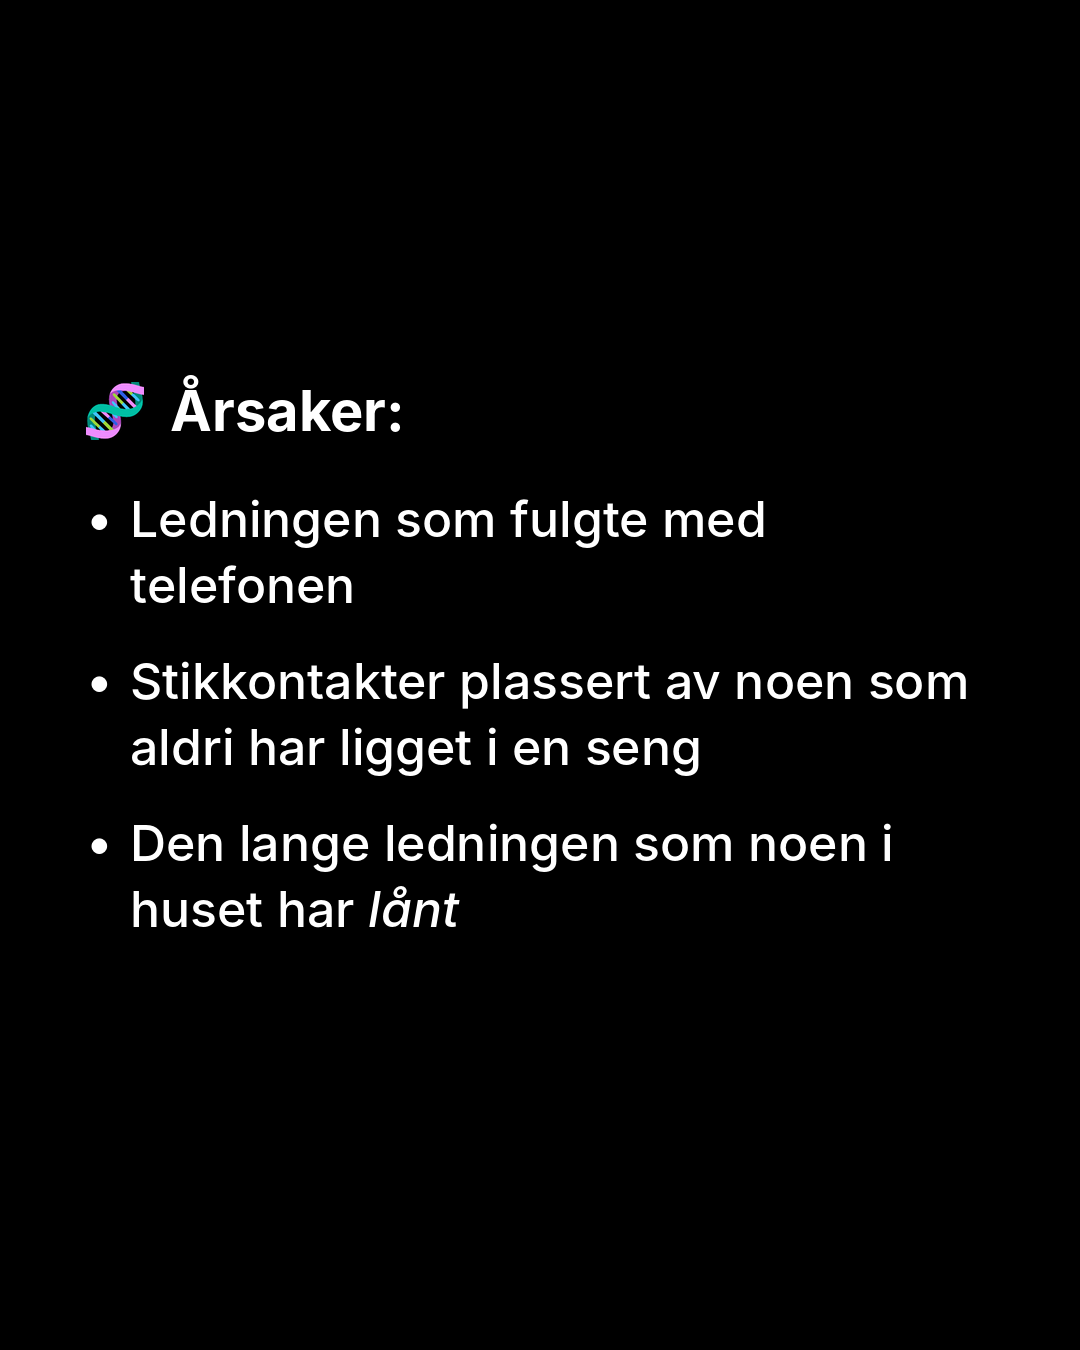 🧬 Årsaker:
• Ledningen som fulgte med
telefonen
• Stikkontakter plassert av noen som
aldri har ligget i en seng
• Den lange ledningen som noen i
huset har lånt